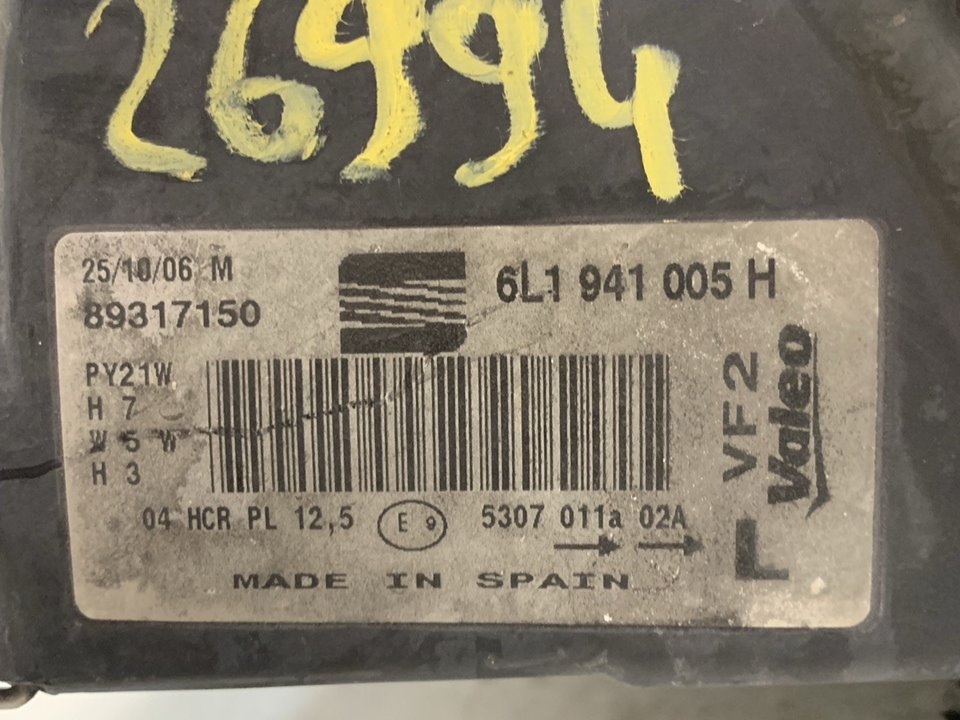 26994
25/10/06 M
89317150
6L1 941 005 H
PY21W
H 7
W 5 W
H 3
VF2
Valeo
L
04 HCR PL 12,5 E 9 5307 011a 02A
MADE IN SPAIN